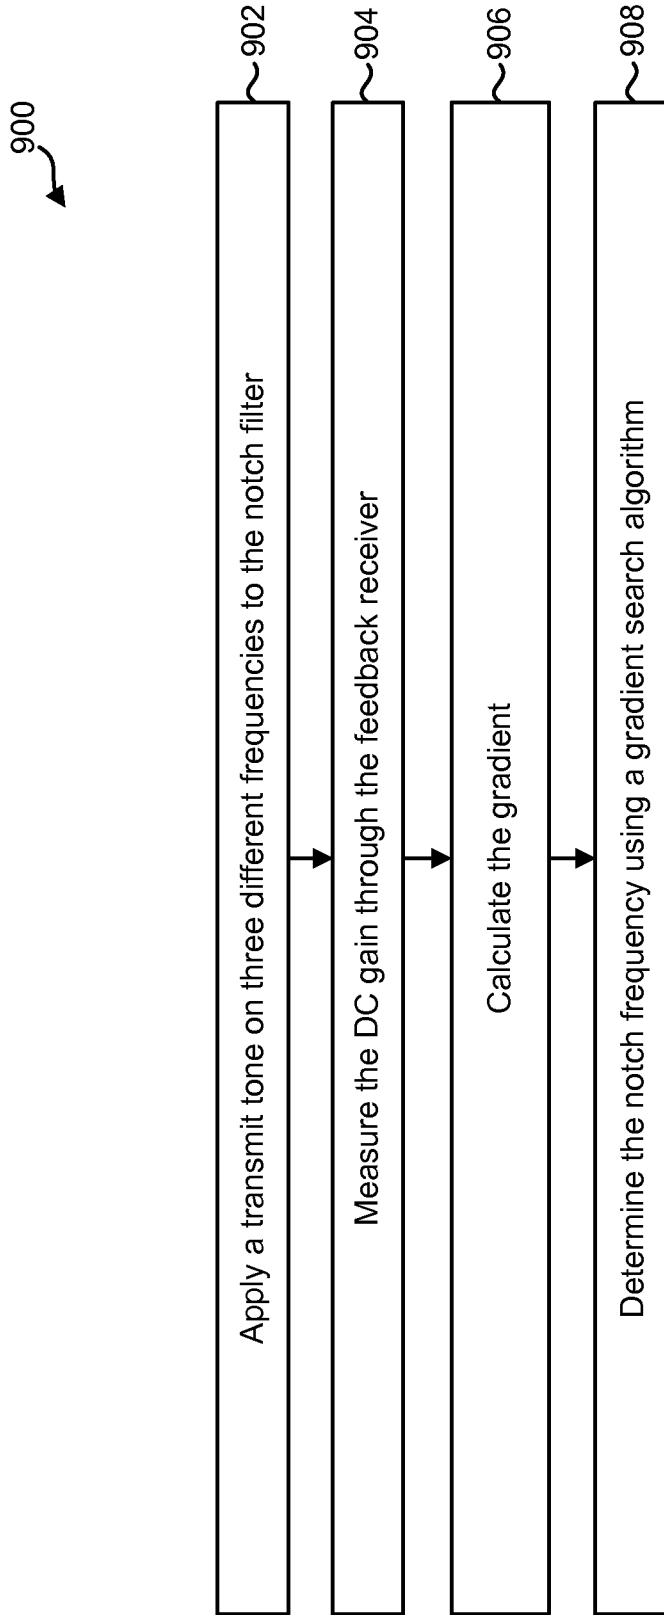 900
Apply a transmit tone on three different frequencies to the notch filter
902
Measure the DC gain through the feedback receiver
904
Calculate the gradient
906
Determine the notch frequency using a gradient search algorithm
908